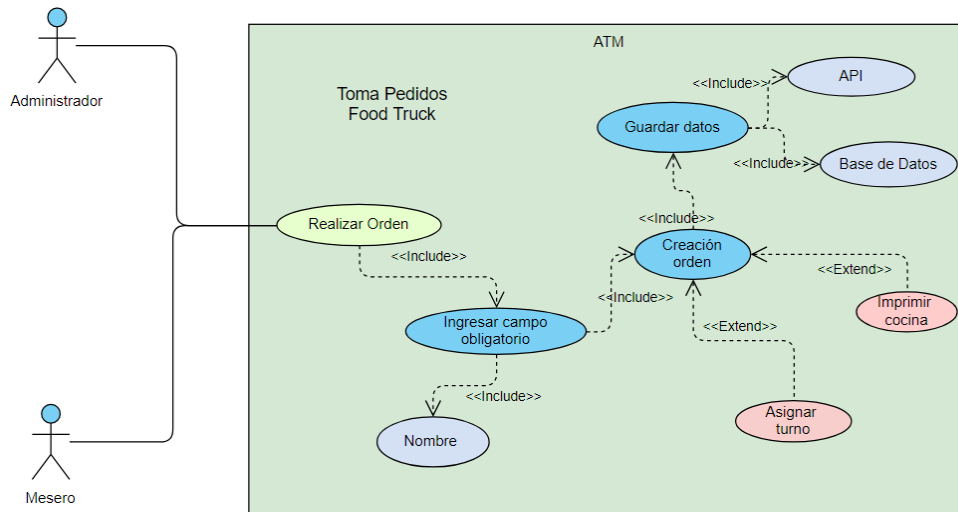 ATM
Administrador
Toma Pedidos
Food Truck
<<Include>>
API
Guardar datos
<<Include>>
Base de Datos
Realizar Orden
<<Include>>
<<Include>>
Creación
orden
<<Extend>>
<<Include>>
Imprimir
cocina
Ingresar campo
obligatorio
<<Extend>>
<<Include>>
Asignar
turno
Nombre
Mesero